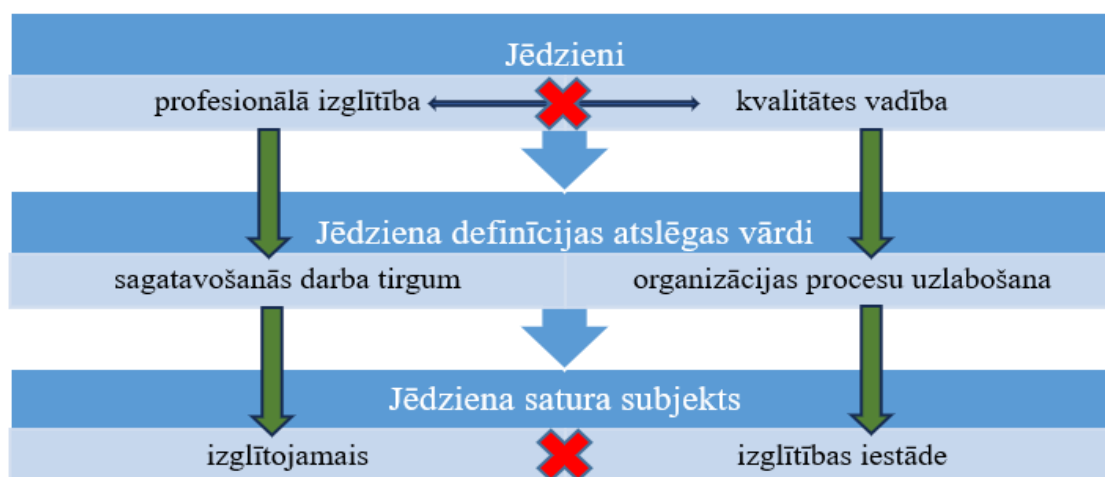 Jēdzieni
profesionālā izglītība kvalitātes vadība
Jēdziena definīcijas atslēgas vārdi
sagatavošanās darba tirgum organizācijas procesu uzlabošana
Jēdziena satura subjekts
izglītojamais izglītības iestāde